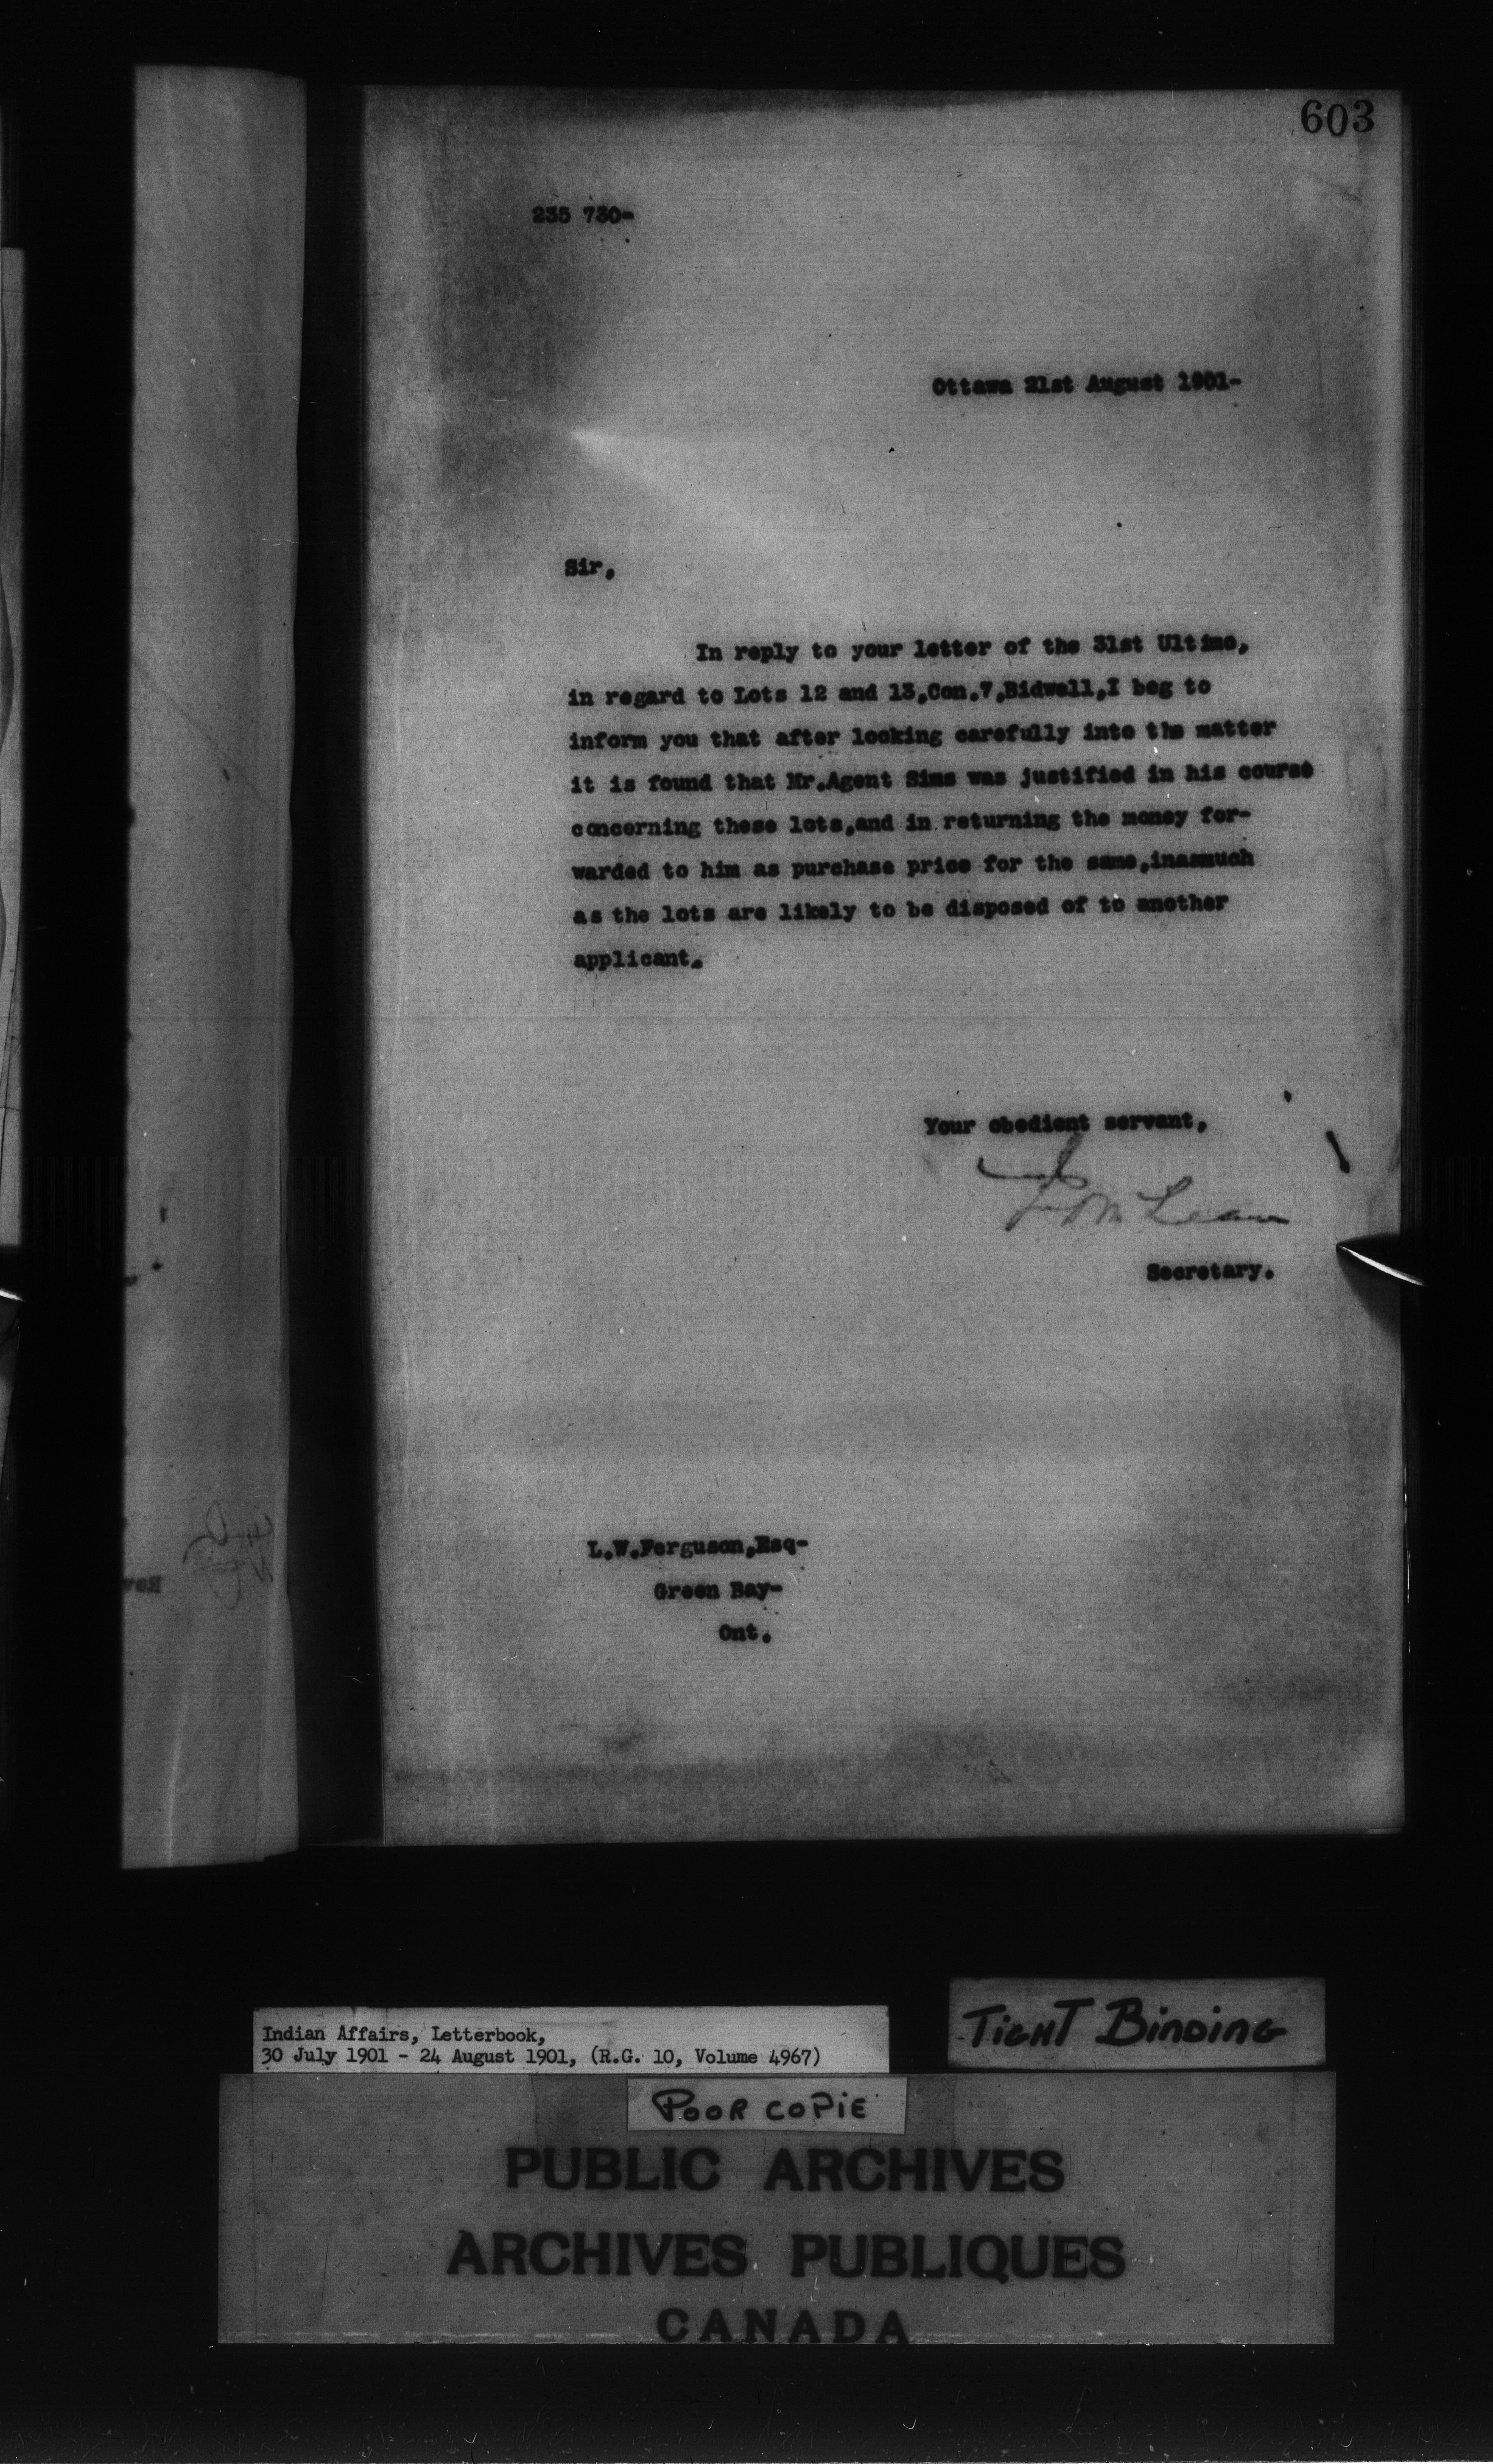 603
235 730-
Ottawa 21st August 1901-
Sir,
In reply to your letter of the 31st Ultimo,
in regard to Lots 12 and 13,Con.7,Bidwell,I beg to
inform you that after looking carefully into the matter
it is found that Mr.Agent Sims was justified in his course
concerning these lots,and in returning the money for-
warded to him as purchase price for the same,inasmuch
as the lots are likely to be disposed of to another
applicant.
Your obedient servant,
McLean
Secretary.
L.W.Ferguson,Esq-
Green Bay-
Ont.
Indian Affairs, Letterbook,
30 July 1901 - 24 August 1901, (R.G. 10, Volume 4967)
TIGHT BINDING
POOR COPIE
PUBLIC ARCHIVES
ARCHIVES PUBLIQUES
CANADA